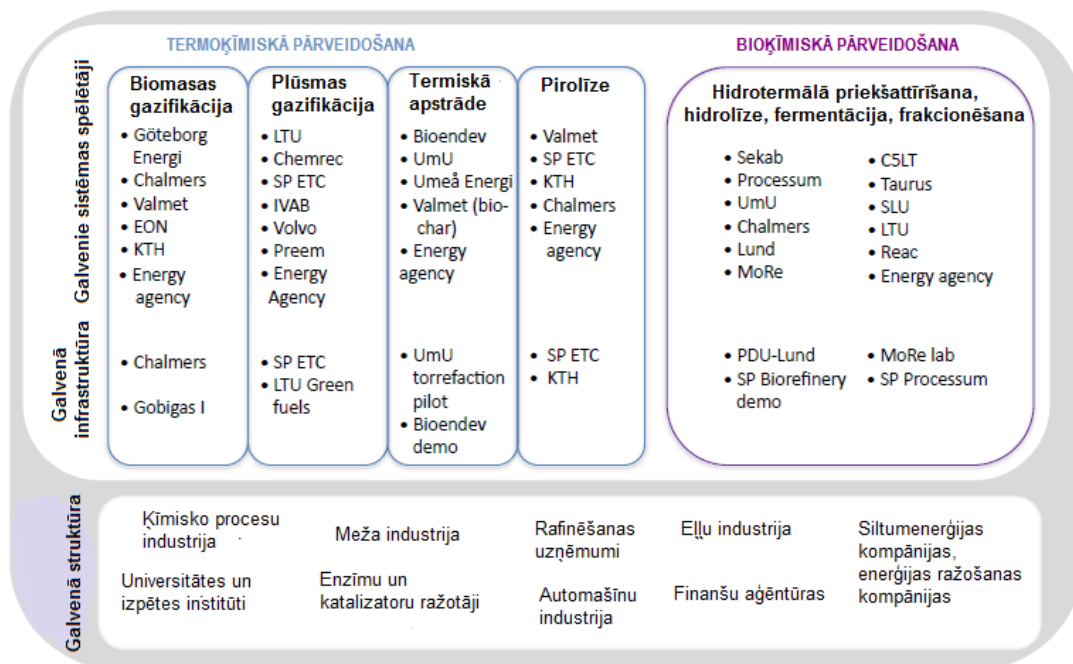 TERMOĶĪMISKĀ PĀRVEIDOŠANA
BIOĶĪMISKĀ PĀRVEIDOŠANA
Galvenie sistēmas spēlētāji
Biomasas
gazifikācija
• Göteborg
Energi
• Chalmers
• Valmet
• EON
• KTH
• Energy
agency
Plūsmas
gazifikācija
• LTU
• Chemrec
• SP ETC
• IVAB
• Volvo
• Preem
• Energy
Agency
Termiskā
apstrāde
• Bioendev
• UmU
• Umeå Energi
• Valmet (bio-
char)
• Energy
agency
Pirolīze
• Valmet
• SP ETC
• KTH
• Chalmers
• Energy
agency
Hidrotermālā priekšattīrīšana,
hidrolīze, fermentācija, frakcionēšana
• Sekab
• Processum
• UmU
• Chalmers
• Lund
• MoRe
• C5LT
• Taurus
• SLU
• LTU
• Reac
• Energy agency
Galvenā
infrastruktūra
• Chalmers
• Gobigas I
• SP ETC
• LTU Green
fuels
• UmU
torrefaction
pilot
• Bioendev
demo
• SP ETC
• KTH
• PDU-Lund
• SP Biorefinery
demo
• MoRe lab
• SP Processum
Galvenā struktūra
Ķīmisko procesu
industrija
Meža industrija
Rafinēšanas
uzņēmumi
Eļļu industrija
Siltumenerģijas
kompānijas,
enerģijas ražošanas
kompānijas
Universitātes un
izpētes institūti
Enzīmu un
katalizatoru ražotāji
Automašīnu
industrija
Finanšu aģēntūras